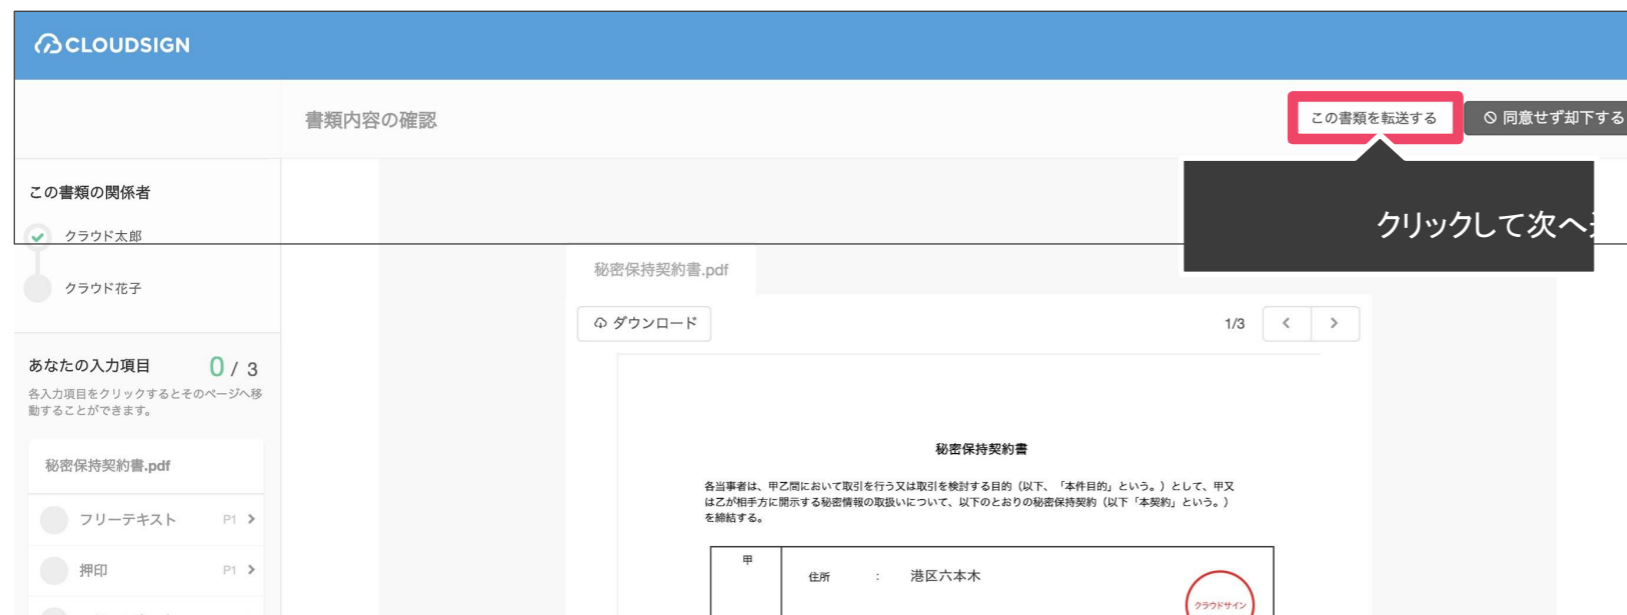 CLOUDSIGN
書類内容の確認
この書類を転送する
同意せず却下する
クリックして次へ
この書類の関係者
クラウド太郎
クラウド花子
秘密保持契約書.pdf
ダウンロード
1/3
あなたの入力項目 0 / 3
各入力項目をクリックするとそのページへ移
動することができます。
秘密保持契約書.pdf
フリーテキスト P1
押印 P1
秘密保持契約書
各当事者は、甲乙間において取引を行う又は取引を検討する目的（以下、「本件目的」という。）として、甲又
は乙が相手方に開示する秘密情報の取扱いについて、以下のとおりの秘密保持契約（以下「本契約」という。）
を締結する。
甲
住所 : 港区六本木
クラウドサイン